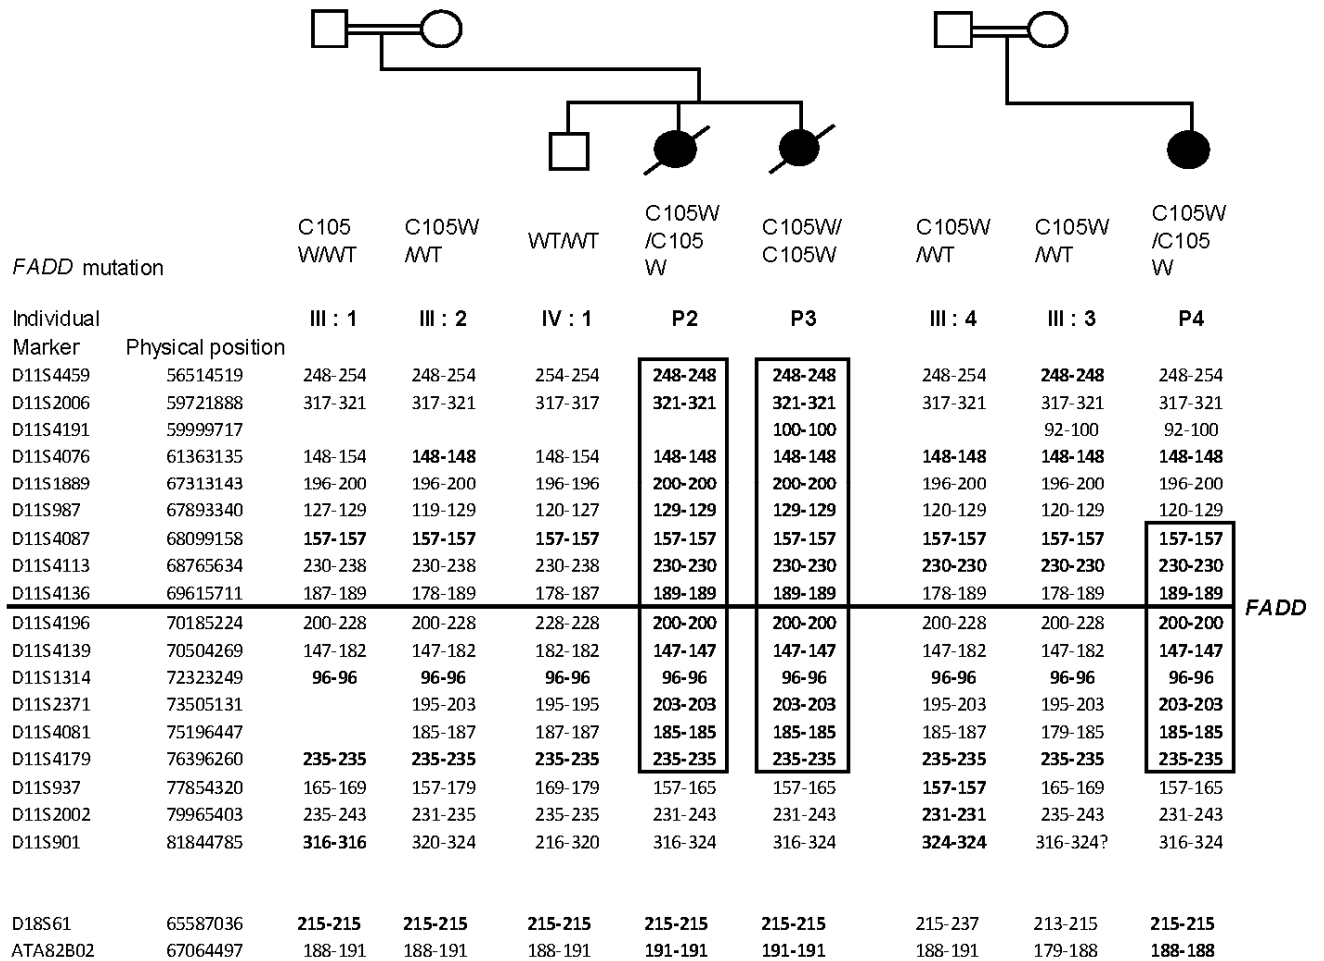 C105 C105W WT/WT C105W C105W/ C105W C105W C105W
W/WT /WT /C105 C105W /WT /WT /C105
FADD mutation W W
Individual III : 1 III : 2 IV : 1 P2 P3 III : 4 III : 3 P4
Marker Physical position
D11S4459 56514519 248-254 248-254 254-254 248-248 248-248 248-254 248-248 248-254
D11S2006 59721888 317-321 317-321 317-317 321-321 321-321 317-321 317-321 317-321
D11S4191 59999717 100-100 92-100 92-100
D11S4076 61363135 148-154 148-148 148-154 148-148 148-148 148-148 148-148 148-148
D11S1889 67313143 196-200 196-200 196-196 200-200 200-200 196-200 196-200 196-200
D11S987 67893340 127-129 119-129 120-127 129-129 129-129 120-129 120-129 120-129
D11S4087 68099158 157-157 157-157 157-157 157-157 157-157 157-157 157-157 157-157
D11S4113 68765634 230-238 230-238 230-238 230-230 230-230 230-230 230-230 230-230
D11S4136 69615711 187-189 178-189 178-187 189-189 189-189 178-189 178-189 189-189
FADD
D11S4196 70185224 200-228 200-228 228-228 200-200 200-200 200-228 200-228 200-200
D11S4139 70504269 147-182 147-182 182-182 147-147 147-147 147-182 147-182 147-147
D11S1314 72323249 96-96 96-96 96-96 96-96 96-96 96-96 96-96 96-96
D11S2371 73505131 195-203 195-195 203-203 203-203 195-203 195-203 203-203
D11S4081 75196447 185-187 187-187 185-185 185-185 185-187 179-185 185-185
D11S4179 76396260 235-235 235-235 235-235 235-235 235-235 235-235 235-235 235-235
D11S937 77854320 165-169 157-179 169-179 157-165 157-165 157-157 165-169 157-165
D11S2002 79965403 235-243 231-235 235-235 231-243 231-243 231-231 235-243 231-243
D11S901 81844785 316-316 320-324 216-320 316-324 316-324 324-324 316-324? 316-324
D18S61 65587036 215-215 215-215 215-215 215-215 215-215 215-237 213-215 215-215
ATA82B02 67064497 188-191 188-191 188-191 191-191 191-191 188-191 179-188 188-188